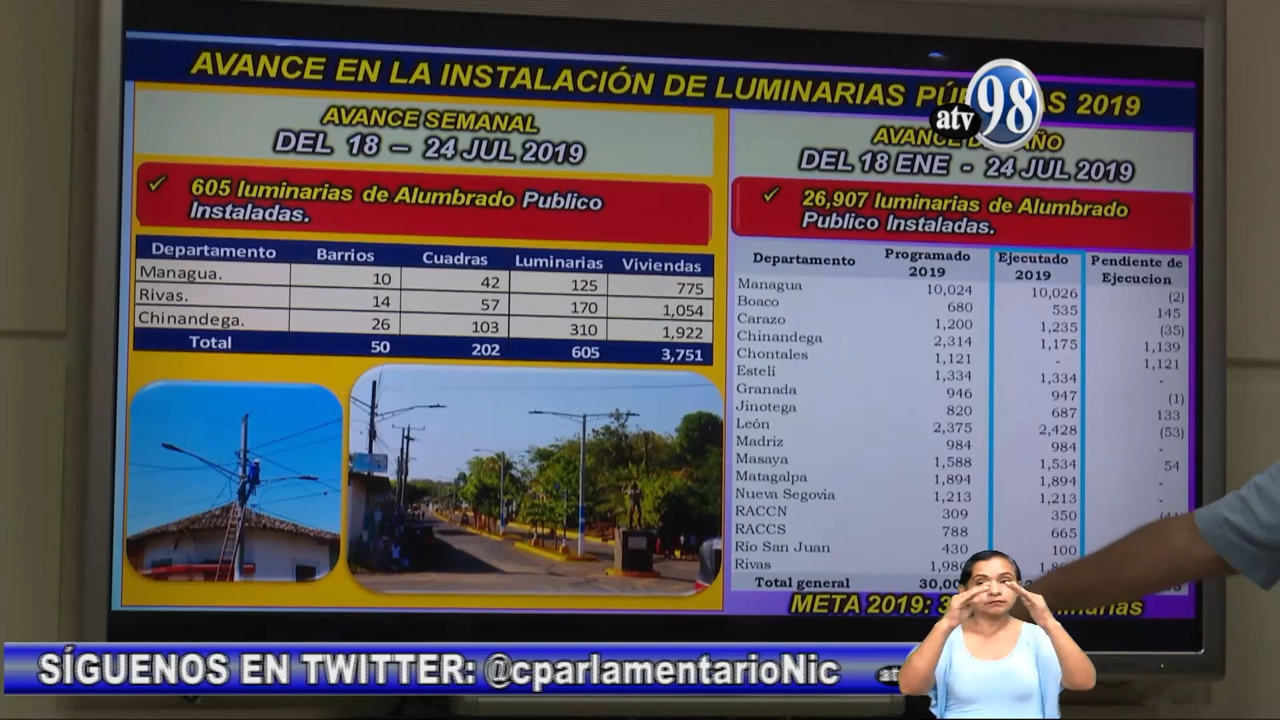 AVANCE EN LA INSTALACIÓN DE LUMINARIAS 2019
atv 98
AVANCE SEMANAL
DEL 18 – 24 JUL 2019
✓ 605 luminarias de Alumbrado Publico
Instaladas.
Departamento Barrios Cuadras Luminarias Viviendas
Managua. 10 42 125 775
Rivas. 14 57 170 1,054
Chinandega. 26 103 310 1,922
Total 50 202 605 3,751
AVANCE
DEL 18 ENE - 24 JUL 2019
✓ 26,907 luminarias de Alumbrado
Publico Instaladas.
Departamento Programado Ejecutado Pendiente de
2019 2019 Ejecucion
Managua 10,024 10,026 (2)
Boaco 680 535 145
Carazo 1,200 1,235 (35)
Chinandega 2,314 1,175 1,139
Chontales 1,121 - 1,121
Estelí 1,334 1,334 -
Granada 946 947 (1)
Jinotega 820 687 133
León 2,375 2,428 (53)
Madriz 984 984 -
Masaya 1,588 1,534 54
Matagalpa 1,894 1,894 -
Nueva Segovia 1,213 1,213 -
RACCN 309 350
RACCS 788 665
Rio San Juan 430 100
Rivas
Total general
META 2019:
SÍGUENOS EN TWITTER: @cparlamentarioNic